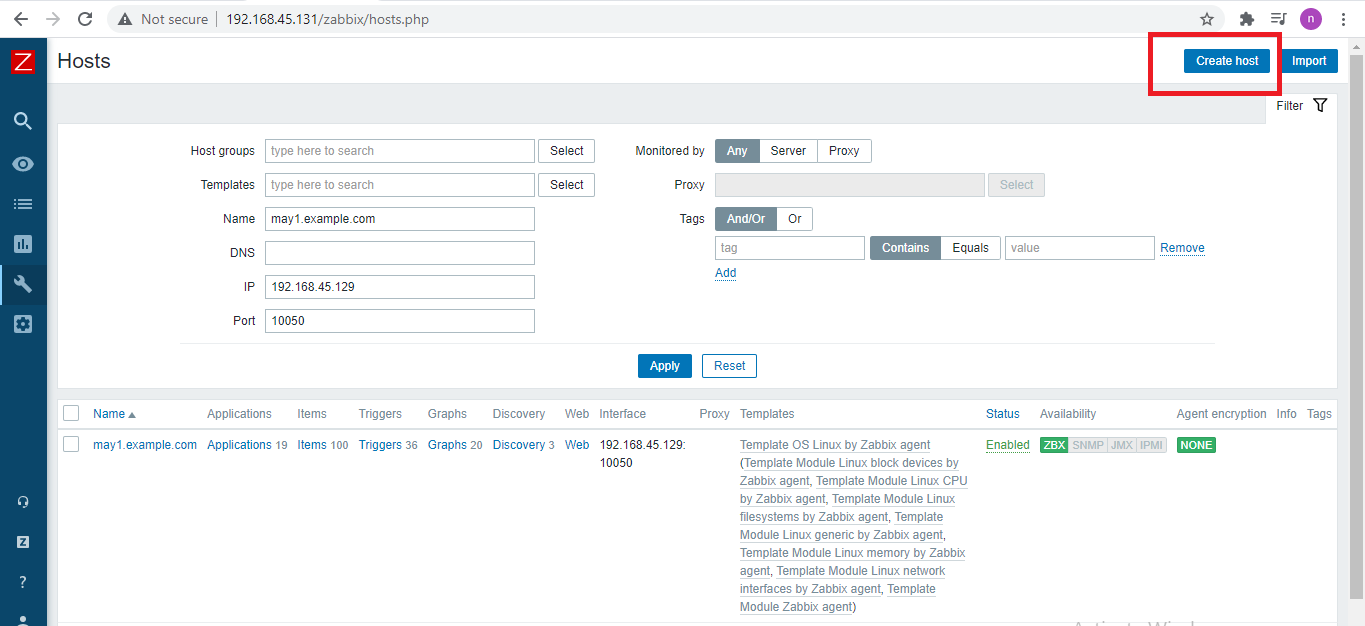 Not secure 192.168.45.131/zabbix/hosts.php
n
Z
Hosts
Create host
Import
Filter
Host groups type here to search Select
Monitored by Any Server Proxy
Templates type here to search Select
Proxy Select
Name may1.example.com
Tags And/Or Or
tag Contains Equals value Remove
DNS
Add
IP 192.168.45.129
Port 10050
Apply Reset
Name Applications Items Triggers Graphs Discovery Web Interface Proxy Templates Status Availability Agent encryption Info Tags
may1.example.com Applications 19 Items 100 Triggers 36 Graphs 20 Discovery 3 Web 192.168.45.129: Template OS Linux by Zabbix agent Enabled ZBX SNMP JMX IPMI NONE
10050 (Template Module Linux block devices by
Zabbix agent, Template Module Linux CPU
by Zabbix agent, Template Module Linux
filesystems by Zabbix agent, Template
Module Linux generic by Zabbix agent,
Template Module Linux memory by Zabbix
agent, Template Module Linux network
interfaces by Zabbix agent, Template
Module Zabbix agent)
Z
?